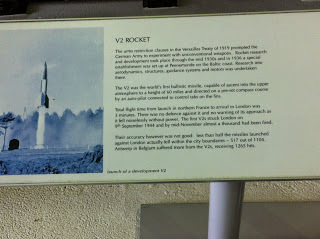 V2 ROCKET
The arms restriction clauses in the Versailles Treaty of 1919 prompted the
German Army to experiment with unconventional weapons. Rocket research
and development took place through the mid 1930s and in 1936 a special
establishment was set up at Peenemunde on the Baltic coast. Research into
aerodynamics, structures, guidance systems and motors was undertaken
there.
The V2 was the world's first ballistic missile, capable of ascent into the upper
atmosphere to a height of 50 miles and directed on a pre-set compass course
by an auto-pilot connected to control tabs on the fins.
Total flight time from launch in northern France to arrival in London was
5 minutes. There was no defence against it and no warning of its approach as
it fell noiselessly without power. The first V2s struck London on
9th September 1944 and by mid-November almost a thousand had been fired.
Their accuracy however was not good: less than half the missiles launched
against London actually fell within the city boundaries – 517 out of 1104.
Antwerp in Belgium suffered more from the V2s, receiving 1265 hits.
launch of a development V2